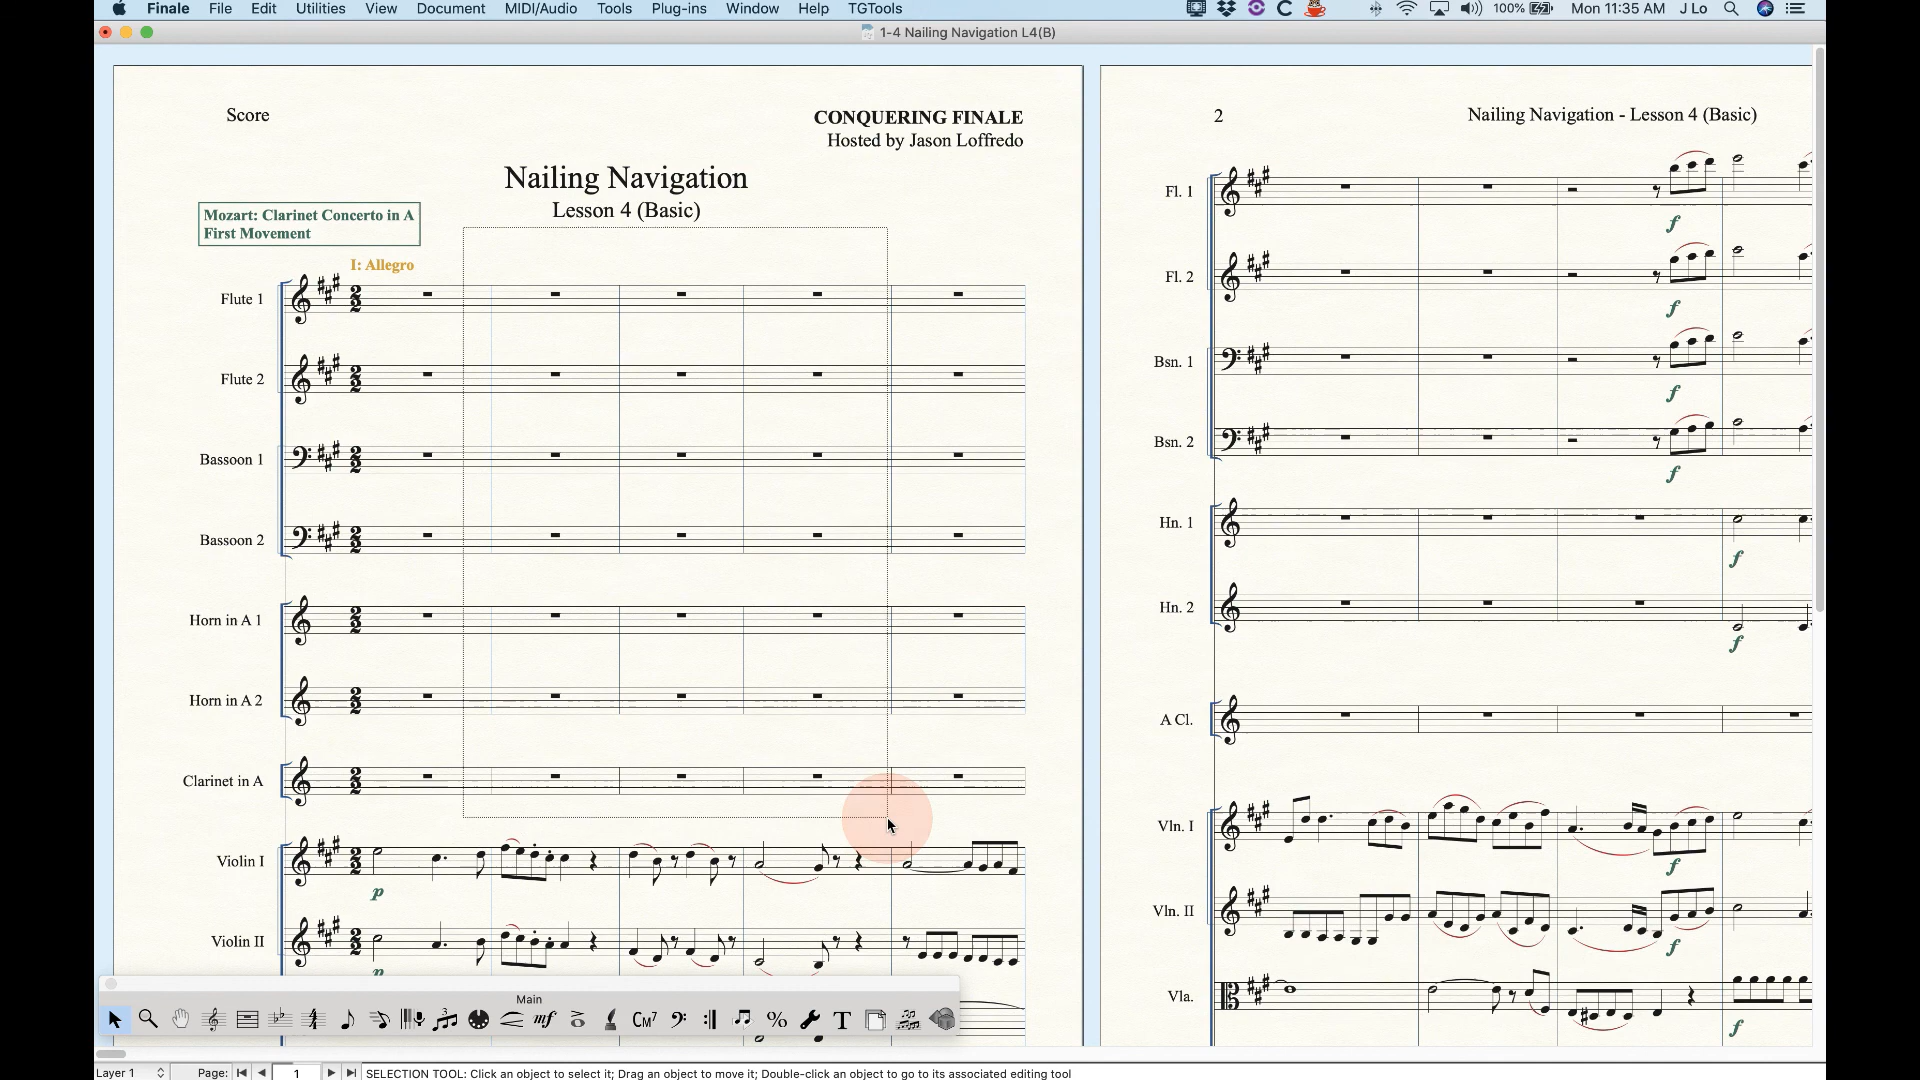 Finale File Edit Utilities View Document MIDI/Audio Tools Plug-ins Window Help TGTools
100% Mon 11:35 AM J Lo
1-4 Nailing Navigation L4(B)
Score
CONQUERING FINALE
Hosted by Jason Loffredo
Nailing Navigation
Lesson 4 (Basic)
Mozart: Clarinet Concerto in A
First Movement
I: Allegro
Flute 1
Flute 2
Bassoon 1
Bassoon 2
Horn in A 1
Horn in A 2
Clarinet in A
Violin I
p
Violin II
p
2
Nailing Navigation - Lesson 4 (Basic)
Fl. 1
f
Fl. 2
f
Bsn. 1
f
Bsn. 2
f
Hn. 1
f
Hn. 2
f
A Cl.
Vln. I
f
Vln. II
f
Vla.
f
Main
mf CM7 % T
Layer 1 Page: 1 SELECTION TOOL: Click an object to select it; Drag an object to move it; Double-click an object to go to its associated editing tool